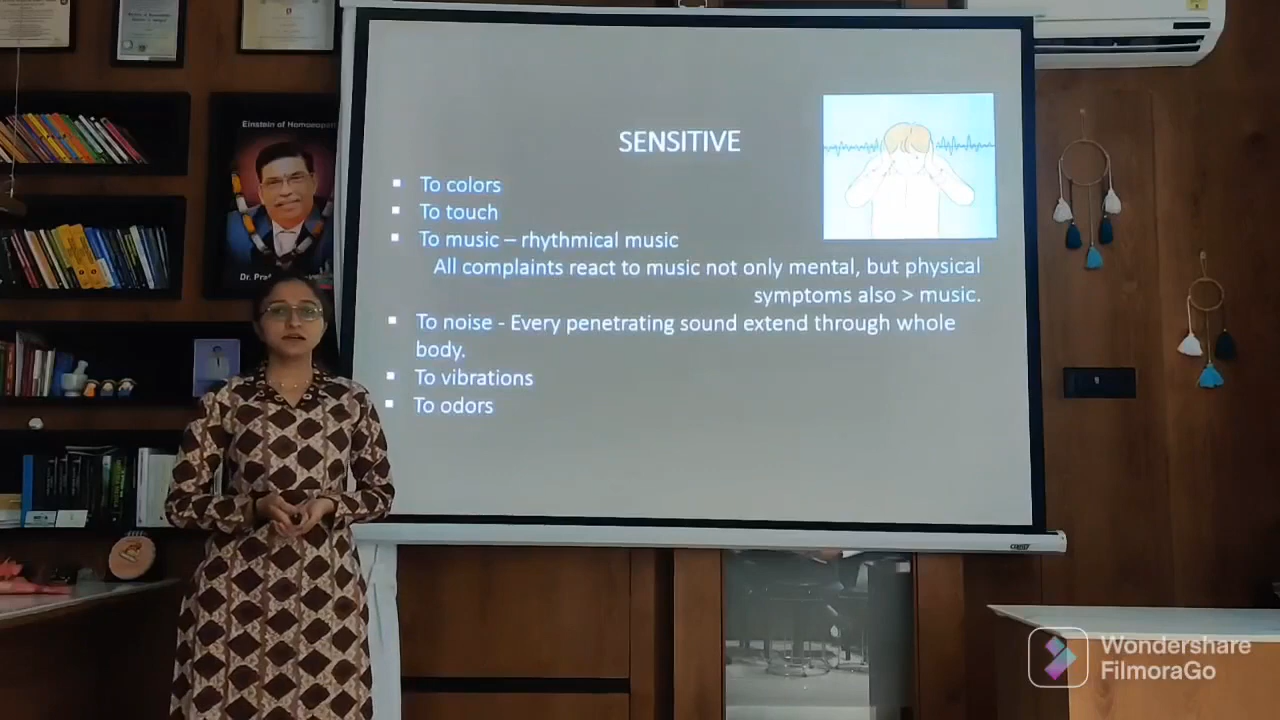 Einstein of Homoeopat
SENSITIVE
To colors
To touch
To music – rhythmical music
All complaints react to music not only mental, but physical
symptoms also > music.
To noise - Every penetrating sound extend through whole
body.
To vibrations
To odors
Wondershare
FilmoraGo